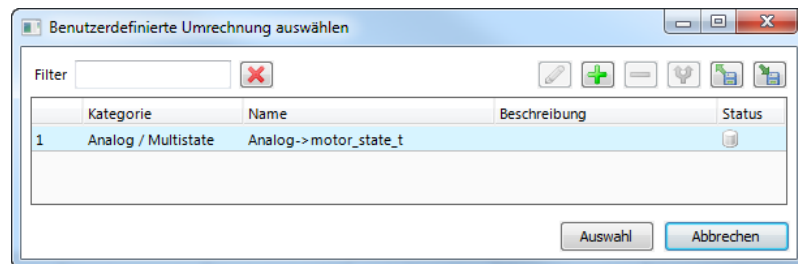 Benutzerdefinierte Umrechnung auswählen
Filter
Kategorie Name Beschreibung Status
1 Analog / Multistate Analog->motor_state_t
Auswahl Abbrechen